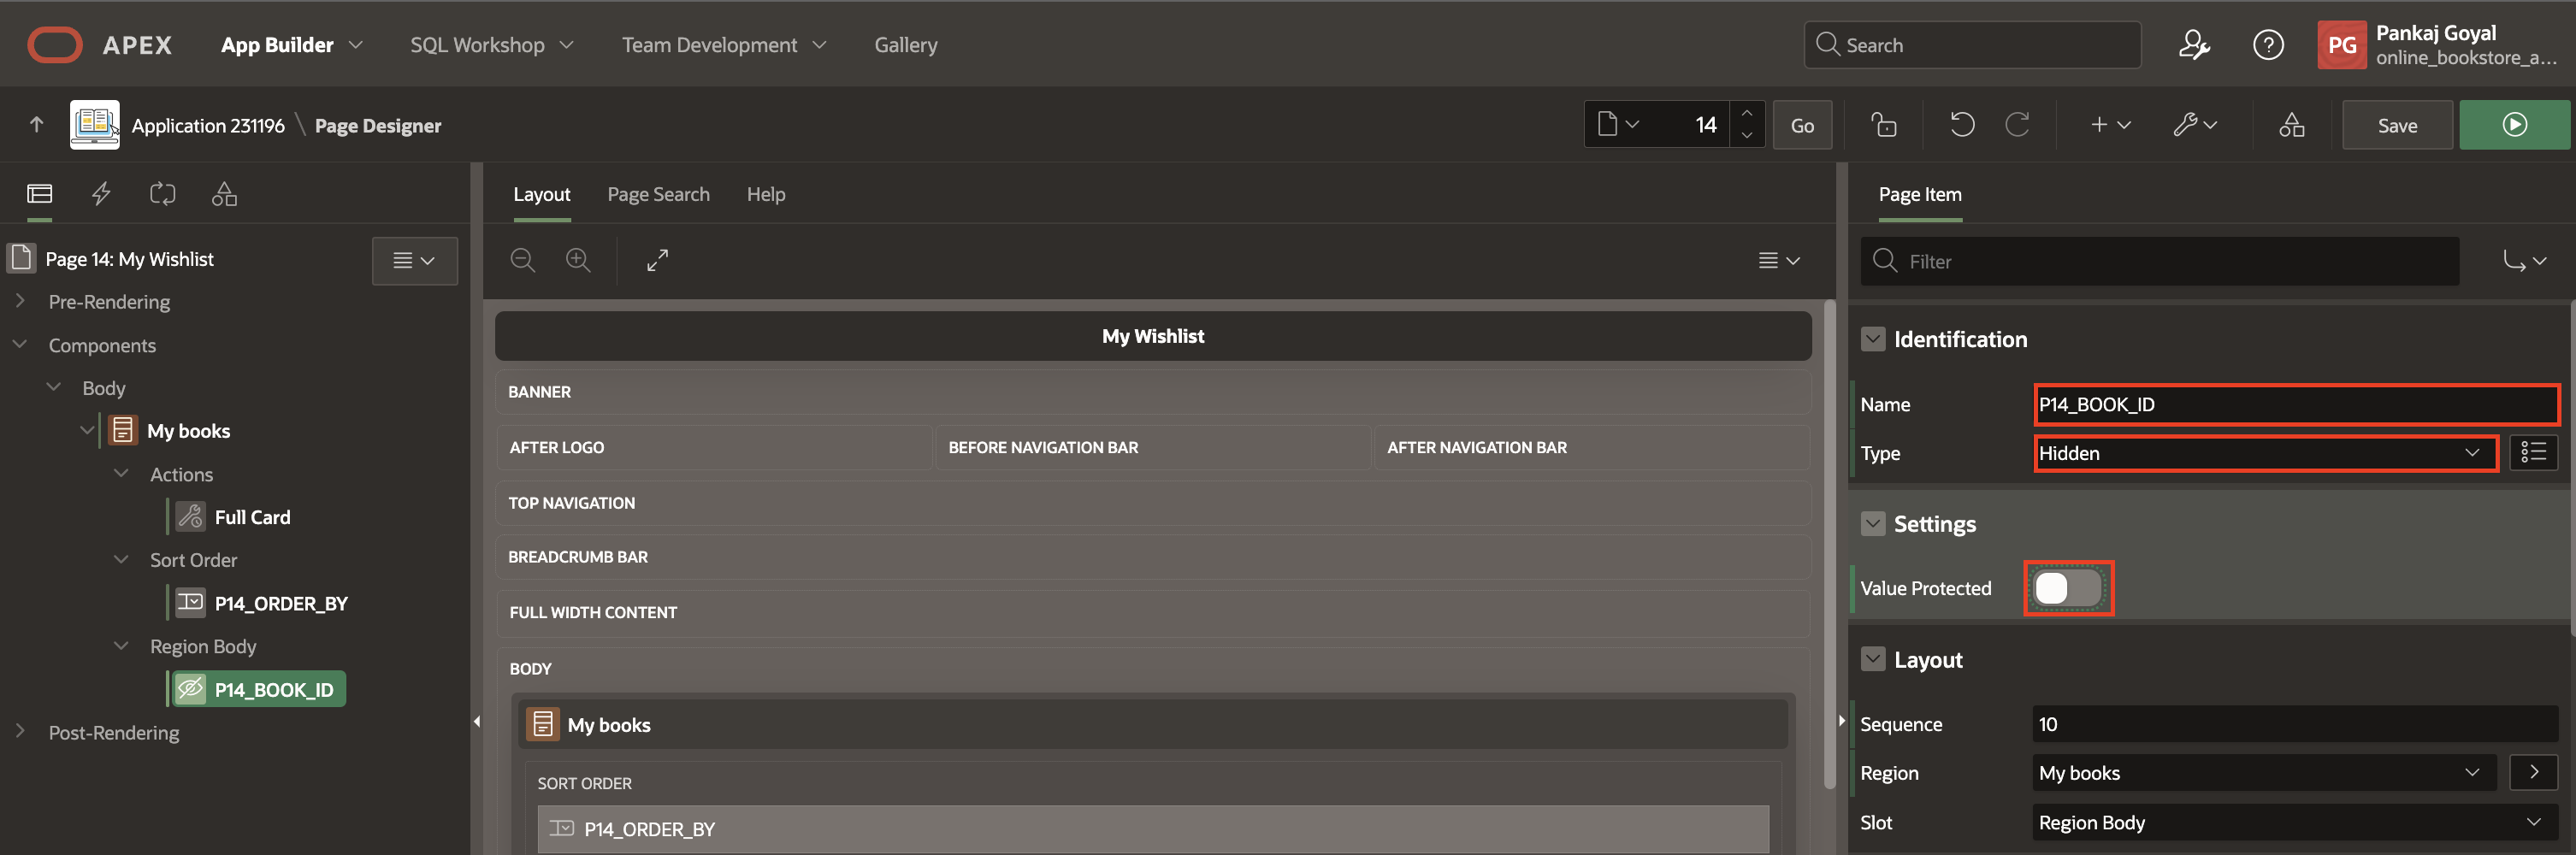 APEX App Builder SQL Workshop Team Development Gallery Search PG Pankaj Goyal
online_bookstore_a...
Application 231196 \ Page Designer 14 Go Save
Layout Page Search Help Page Item
Page 14: My Wishlist
Filter
Pre-Rendering
Components
Body
My books
Actions
Full Card
Sort Order
P14_ORDER_BY
Region Body
P14_BOOK_ID
Post-Rendering
My Wishlist
BANNER
AFTER LOGO BEFORE NAVIGATION BAR AFTER NAVIGATION BAR
TOP NAVIGATION
BREADCRUMB BAR
FULL WIDTH CONTENT
BODY
My books
SORT ORDER
P14_ORDER_BY
Identification
Name P14_BOOK_ID
Type Hidden
Settings
Value Protected
Layout
Sequence 10
Region My books
Slot Region Body